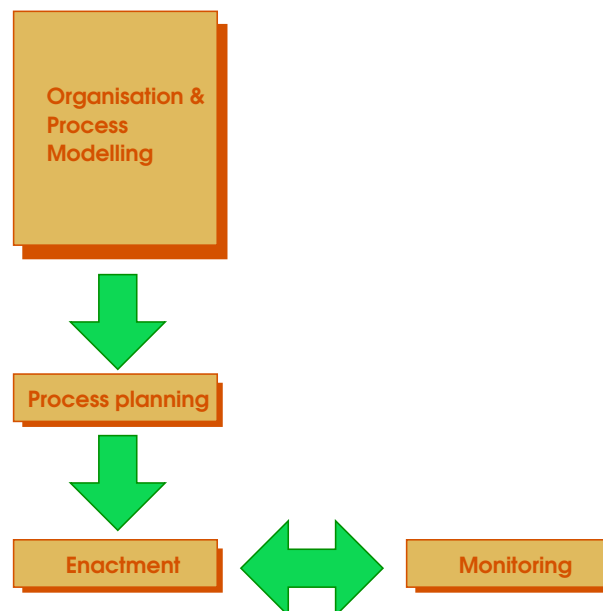 Organisation &
Process
Modelling
Process planning
Enactment
Monitoring